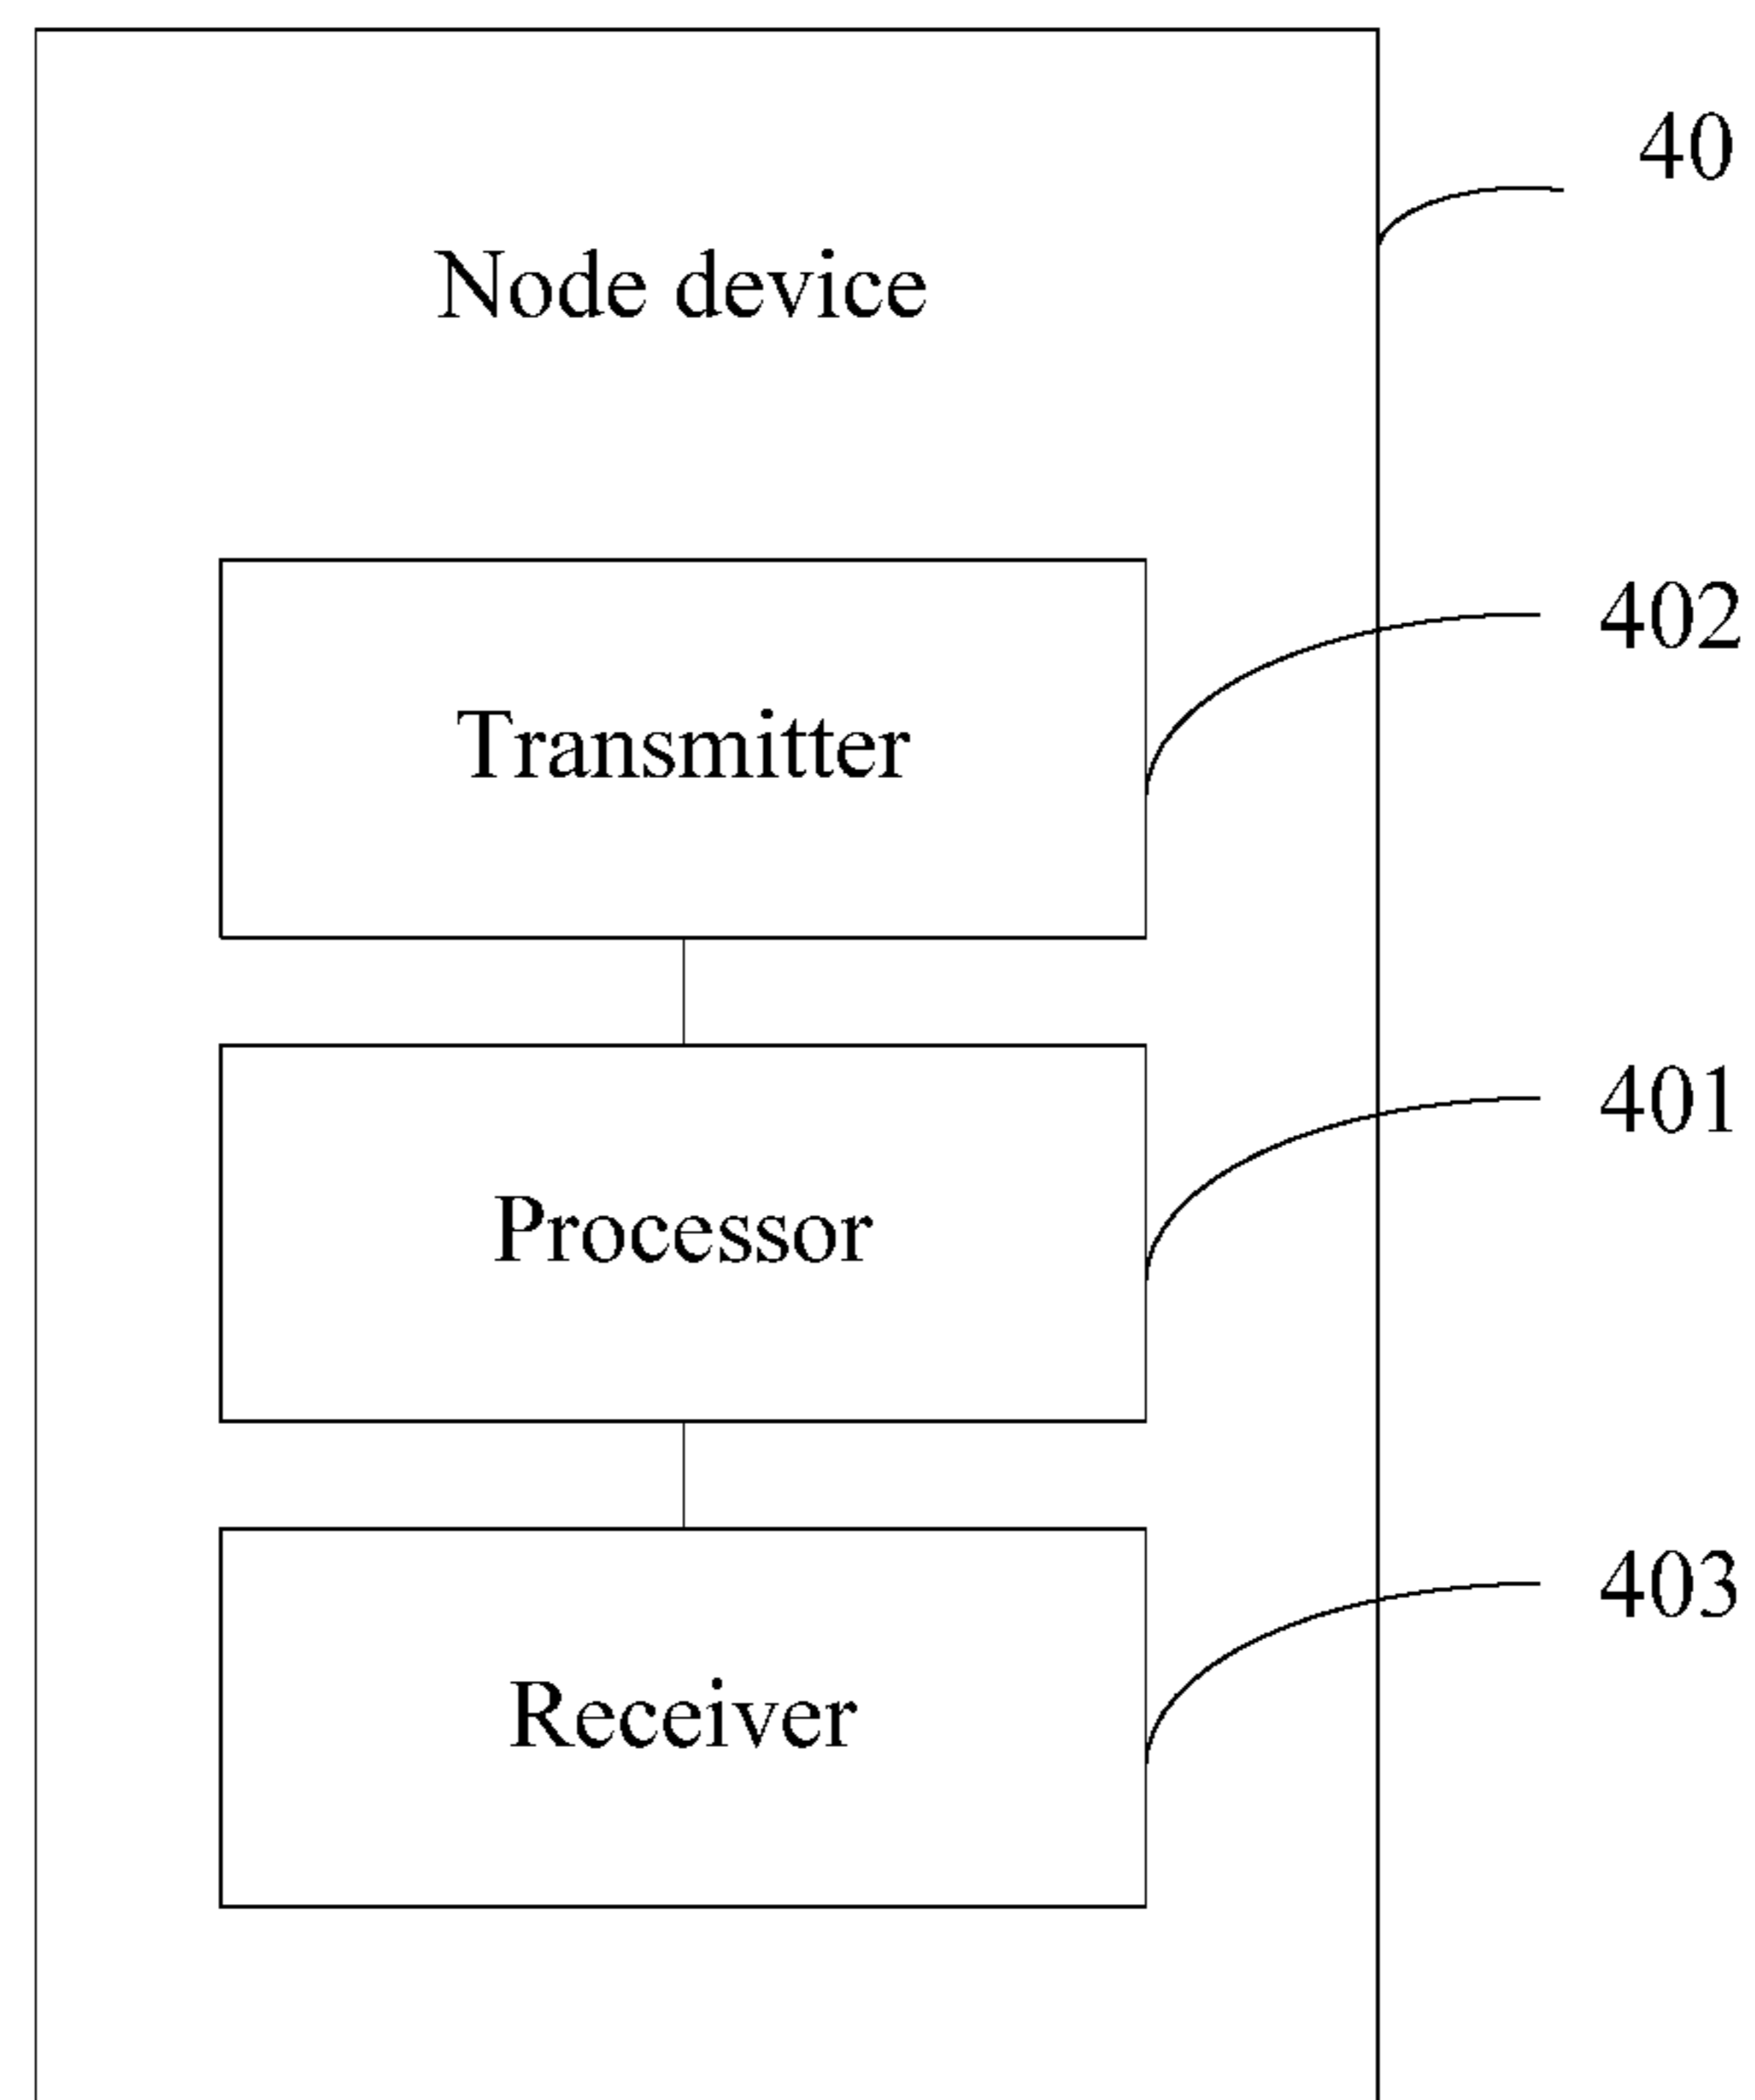 40
Node device
402
Transmitter
401
Processor
403
Receiver